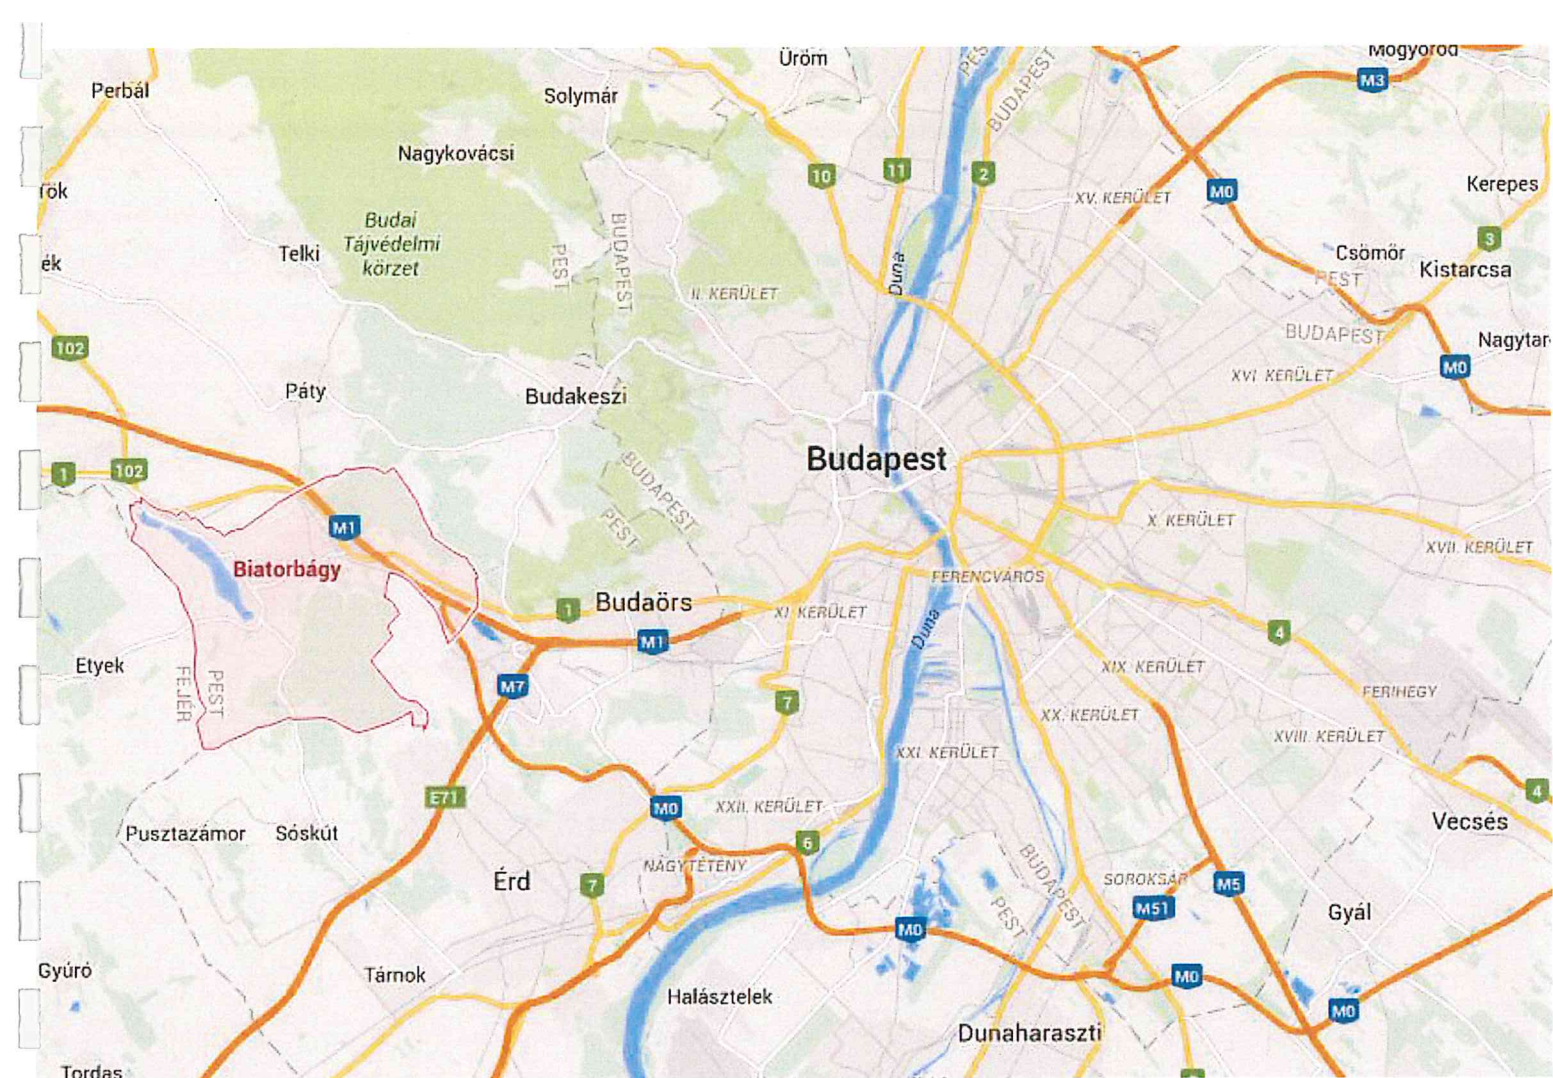 Üröm
Mogyoród
PES
Perbál
Solymár
M3
BUDAPEST
Nagykovácsi
10
11
2
rök
XV. KERÜLET
M0
Kerepes
Budai
Tájvédelmi
körzet
PEST
BUDAPEST
3
Telki
ék
Duna
Csömör
Kistarcsa
PEST
II. KERÜLET
BUDAPEST
Nagytar
102
M0
Páty
Budakeszi
XVI. KERÜLET
Budapest
1
102
BUDAPEST
PEST
M1
X. KERÜLET
XVII. KERÜLET
Biatorbágy
FERENCVÁROS
1
Budaörs
XI. KERÜLET
Duna
M1
4
Etyek
PEST
FEJÉR
M7
XIX. KERÜLET
FERIHEGY
7
XX. KERÜLET
XVIII. KERÜLET
XXI. KERÜLET
E71
M0
XXII. KERÜLET
4
Pusztazámor
Sóskút
6
Vecsés
NAGYTÉTÉNY
Érd
7
BUDAPEST
PEST
SOROKSÁR
M5
M51
Gyál
M0
Gyúró
Tárnok
M0
Halásztelek
M0
Dunaharaszti
Tordas